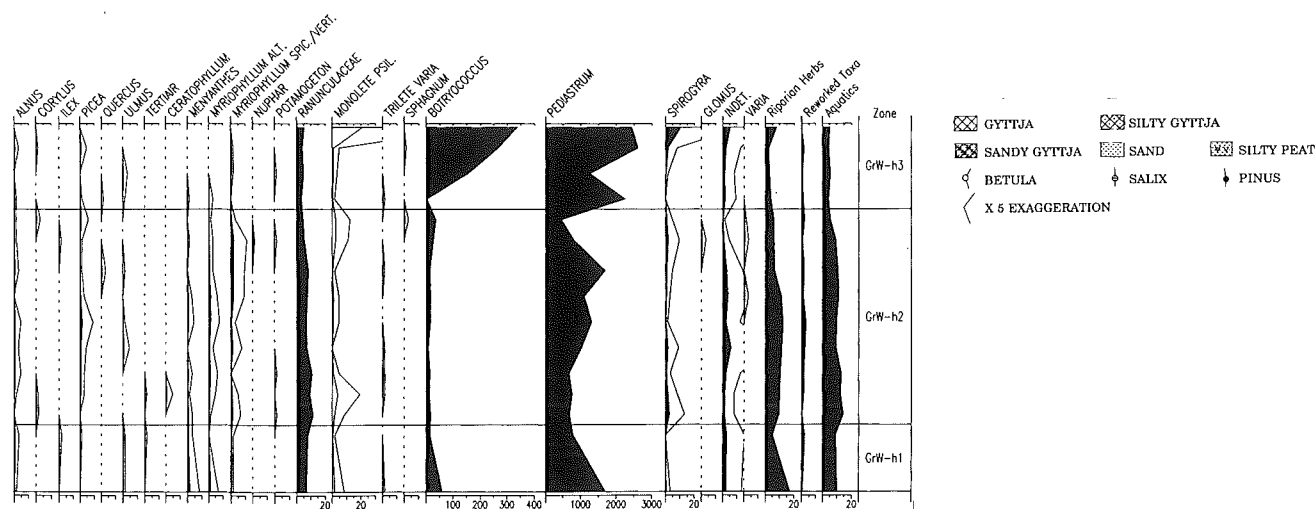 ALNUS
CORYLUS
ILEX
PICEA
QUERCUS
ULMUS
TERTIAIR
CERATOPHYLLUM
MENYANTHES
MYRIOPHYLLUM ALT.
MYRIOPHYLLUM SPIC./VERT.
NUPHAR
POTAMOGETON
RANUNCULACEAE
MONOLETE PSIL.
TRILETE VARIA
SPHAGNUM
BOTRYOCOCCUS
PEDIASTRUM
SPIROGYRA
GLOMUS
INDET.
VARIA
Riparian Herbs
Reworked Taxa
Aquatics
Zone
GrW-h3
GrW-h2
GrW-h1
20 20 100 200 300 400 1000 2000 3000 20 20 20
GYTTJA SILTY GYTTJA
SANDY GYTTJA SAND SILTY PEAT
BETULA SALIX PINUS
X 5 EXAGGERATION